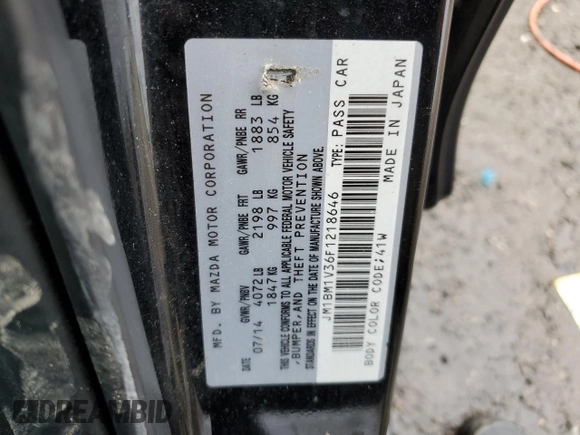 MFD. BY MAZDA MOTOR CORPORATION
GVWR/PNBV GAWR/PNBE FRT GAWR/PNBE RR
DATE 07/14 4072 LB 2198 LB 1883 LB
1847 KG 997 KG 854 KG
THIS VEHICLE CONFORMS TO ALL APPLICABLE FEDERAL MOTOR VEHICLE SAFETY
,BUMPER,AND THEFT PREVENTION
STANDARDS IN EFFECT ON THE DATE OF MANUFACTURE SHOWN ABOVE.
JM1BM1V36F1218646 TYPE: PASS CAR
BODY COLOR CODE;41W MADE IN JAPAN
IDREAMBID